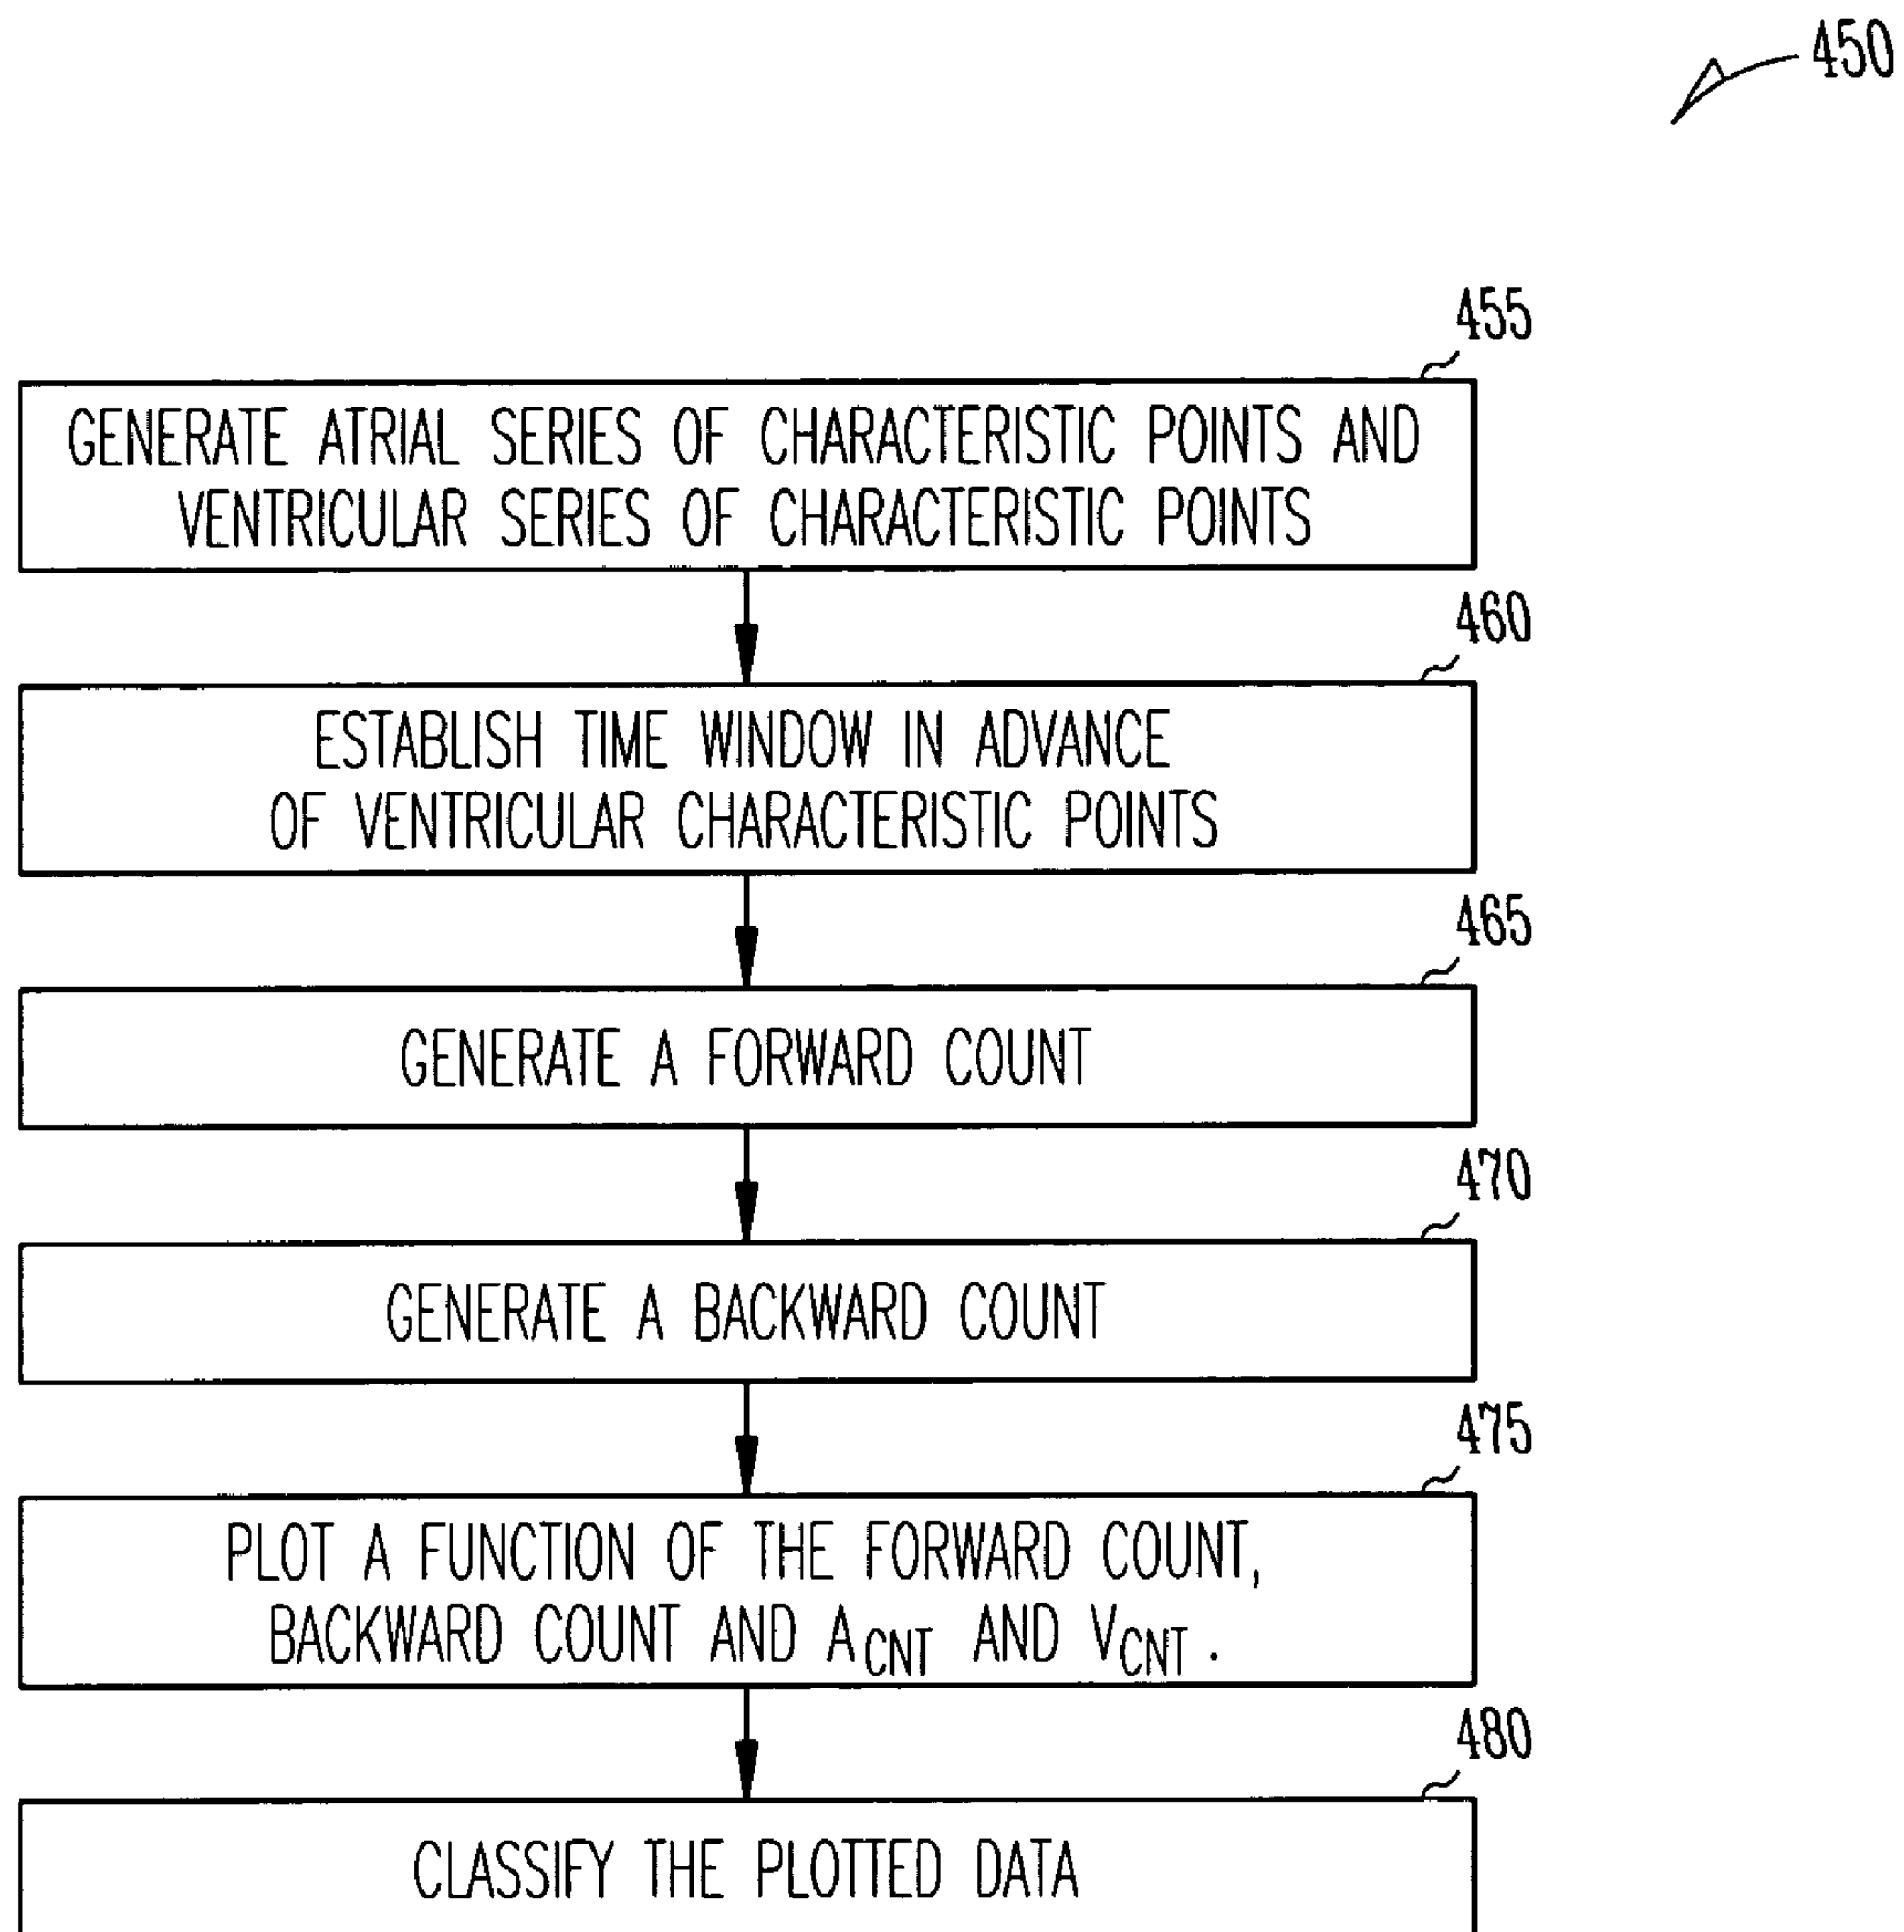 450
455
GENERATE ATRIAL SERIES OF CHARACTERISTIC POINTS AND
VENTRICULAR SERIES OF CHARACTERISTIC POINTS
460
ESTABLISH TIME WINDOW IN ADVANCE
OF VENTRICULAR CHARACTERISTIC POINTS
465
GENERATE A FORWARD COUNT
470
GENERATE A BACKWARD COUNT
475
PLOT A FUNCTION OF THE FORWARD COUNT,
BACKWARD COUNT AND A CNT AND V CNT .
480
CLASSIFY THE PLOTTED DATA